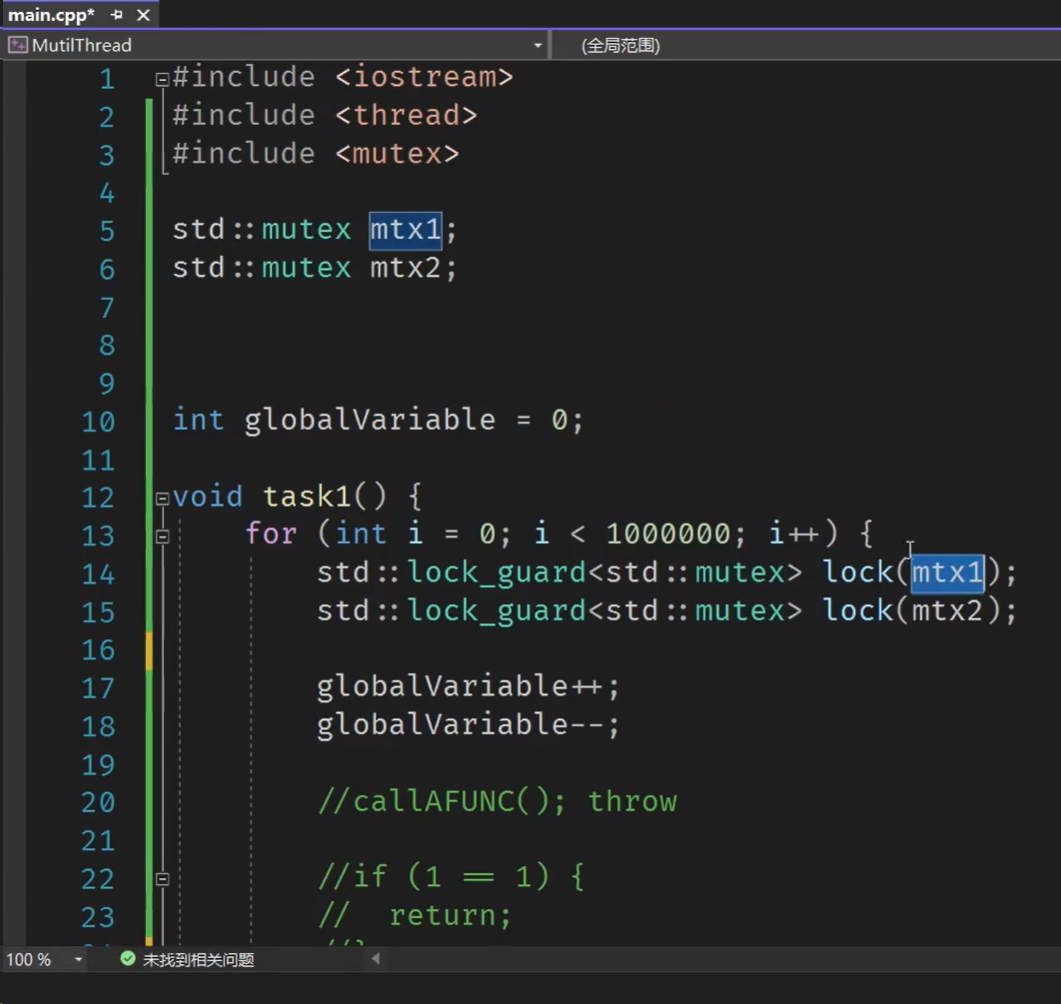 main.cpp*
MutilThread (全局范围)
1 #include <iostream>
2 #include <thread>
3 #include <mutex>
4
5 std::mutex mtx1;
6 std::mutex mtx2;
7
8
9
10 int globalVariable = 0;
11
12 void task1() {
13 for (int i = 0; i < 1000000; i++) {
14 std::lock_guard<std::mutex> lock(mtx1);
15 std::lock_guard<std::mutex> lock(mtx2);
16
17 globalVariable++;
18 globalVariable--;
19
20 //callAFUNC(); throw
21
22 //if (1 == 1) {
23 // return;
100 % 未找到相关问题